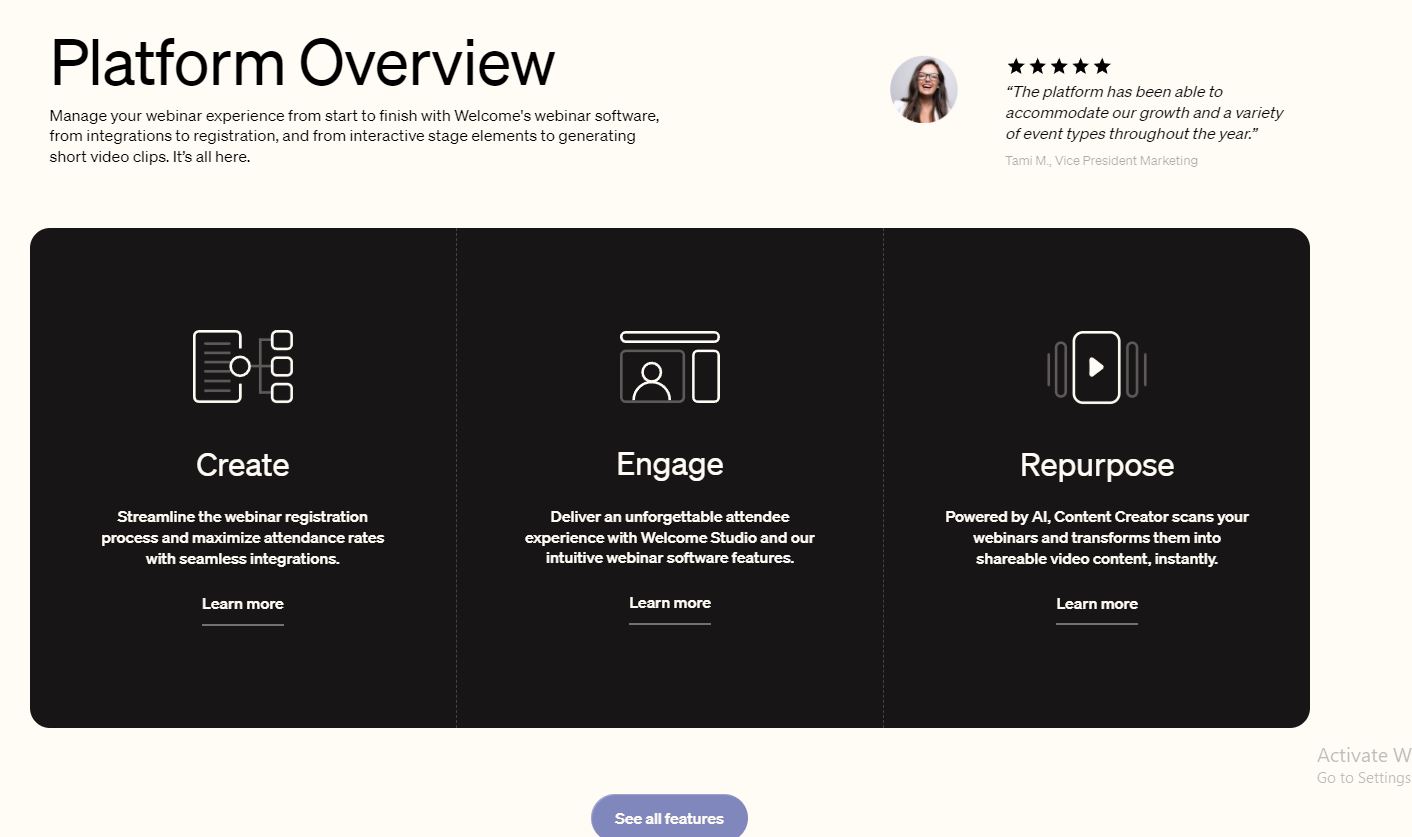 Platform Overview
Manage your webinar experience from start to finish with Welcome's webinar software,
from integrations to registration, and from interactive stage elements to generating
short video clips. It’s all here.
“The platform has been able to
accommodate our growth and a variety
of event types throughout the year.”
Tami M., Vice President Marketing
Create
Streamline the webinar registration
process and maximize attendance rates
with seamless integrations.
Learn more
Engage
Deliver an unforgettable attendee
experience with Welcome Studio and our
intuitive webinar software features.
Learn more
Repurpose
Powered by AI, Content Creator scans your
webinars and transforms them into
shareable video content, instantly.
Learn more
Activate W
Go to Settings
See all features